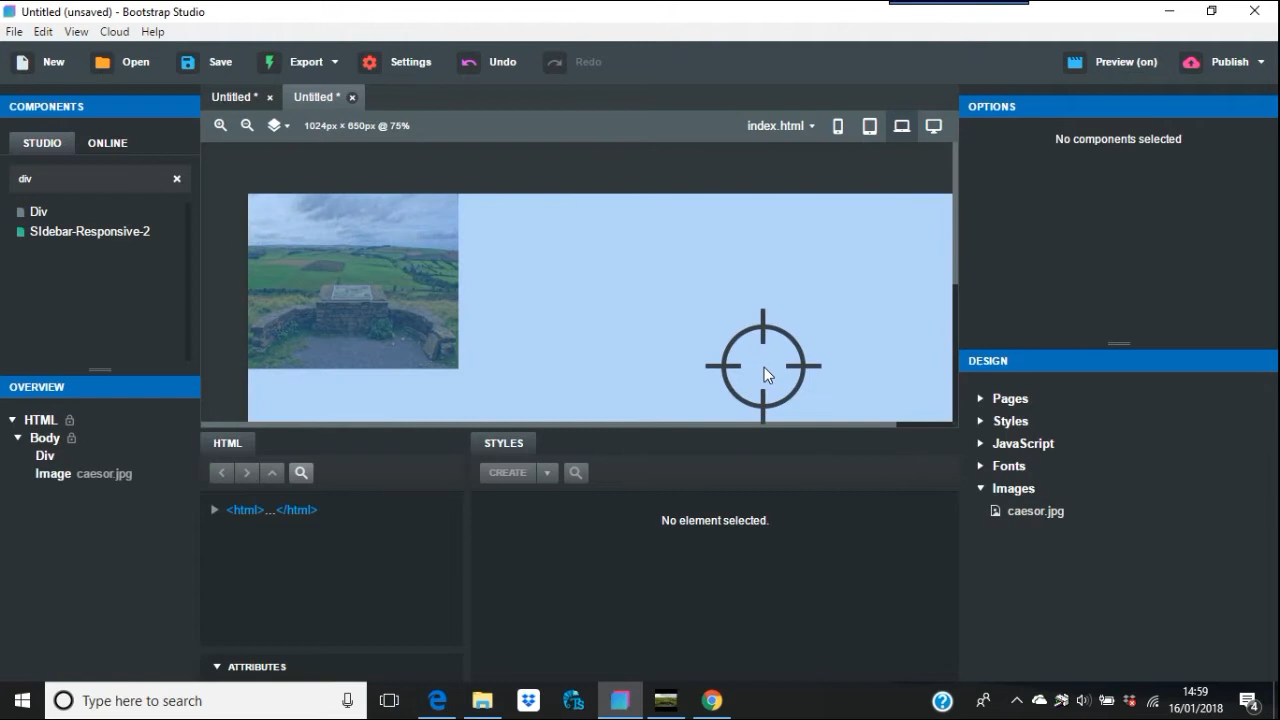 Untitled (unsaved) - Bootstrap Studio
File Edit View Cloud Help
New Open Save Export Settings Undo Redo Preview (on) Publish
COMPONENTS
Untitled * Untitled *
OPTIONS
STUDIO ONLINE
1024px × 650px @ 75% index.html
No components selected
div
Div
SIdebar-Responsive-2
OVERVIEW
HTML
Body
Div
Image caesor.jpg
DESIGN
Pages
Styles
JavaScript
Fonts
Images
caesor.jpg
HTML
STYLES
CREATE
<html>...</html>
No element selected.
ATTRIBUTES
Type here to search
14:59
16/01/2018
4